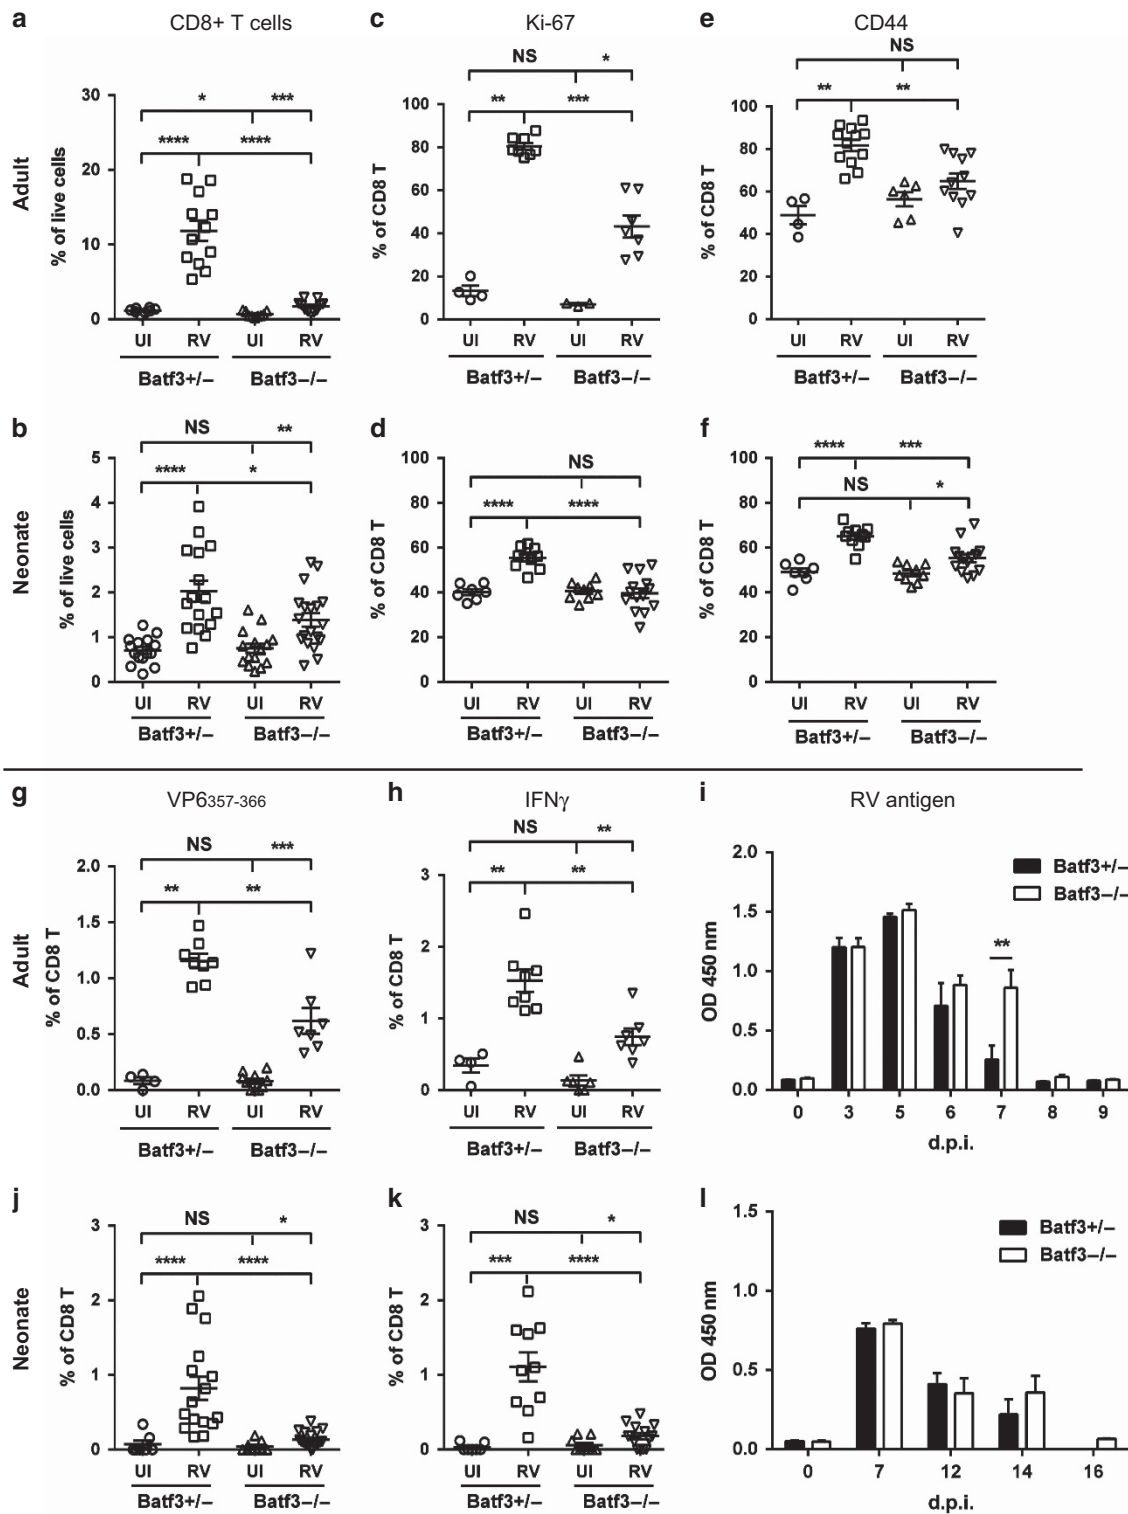 a CD8+ T cells c Ki-67 e CD44
Adult
Neonate
* ***
**** ****
% of live cells
30
20
10
0
UI RV UI RV
Batf3+/– Batf3–/–
NS *
** ***
% of CD8 T
100
80
60
40
20
0
UI RV UI RV
Batf3+/– Batf3–/–
NS
** **
% of CD8 T
100
80
60
40
20
0
UI RV UI RV
Batf3+/– Batf3–/–
b
NS **
**** *
% of live cells
5
4
3
2
1
0
UI RV UI RV
Batf3+/– Batf3–/–
d
NS
**** ****
% of CD8 T
100
80
60
40
20
0
UI RV UI RV
Batf3+/– Batf3–/–
f
**** ***
NS *
% of CD8 T
100
80
60
40
20
0
UI RV UI RV
Batf3+/– Batf3–/–
g VP6357-366 h IFNγ i RV antigen
Adult
Neonate
NS ***
** **
% of CD8 T
2.0
1.5
1.0
0.5
0.0
UI RV UI RV
Batf3+/– Batf3–/–
NS **
** **
% of CD8 T
3
2
1
0
UI RV UI RV
Batf3+/– Batf3–/–
Batf3+/–
Batf3–/–
**
OD 450 nm
2.0
1.5
1.0
0.5
0.0
0 3 5 6 7 8 9
d.p.i.
j
NS *
**** ****
% of CD8 T
3
2
1
0
UI RV UI RV
Batf3+/– Batf3–/–
k
NS *
*** ****
% of CD8 T
3
2
1
0
UI RV UI RV
Batf3+/– Batf3–/–
l
Batf3+/–
Batf3–/–
OD 450 nm
1.5
1.0
0.5
0.0
0 7 12 14 16
d.p.i.